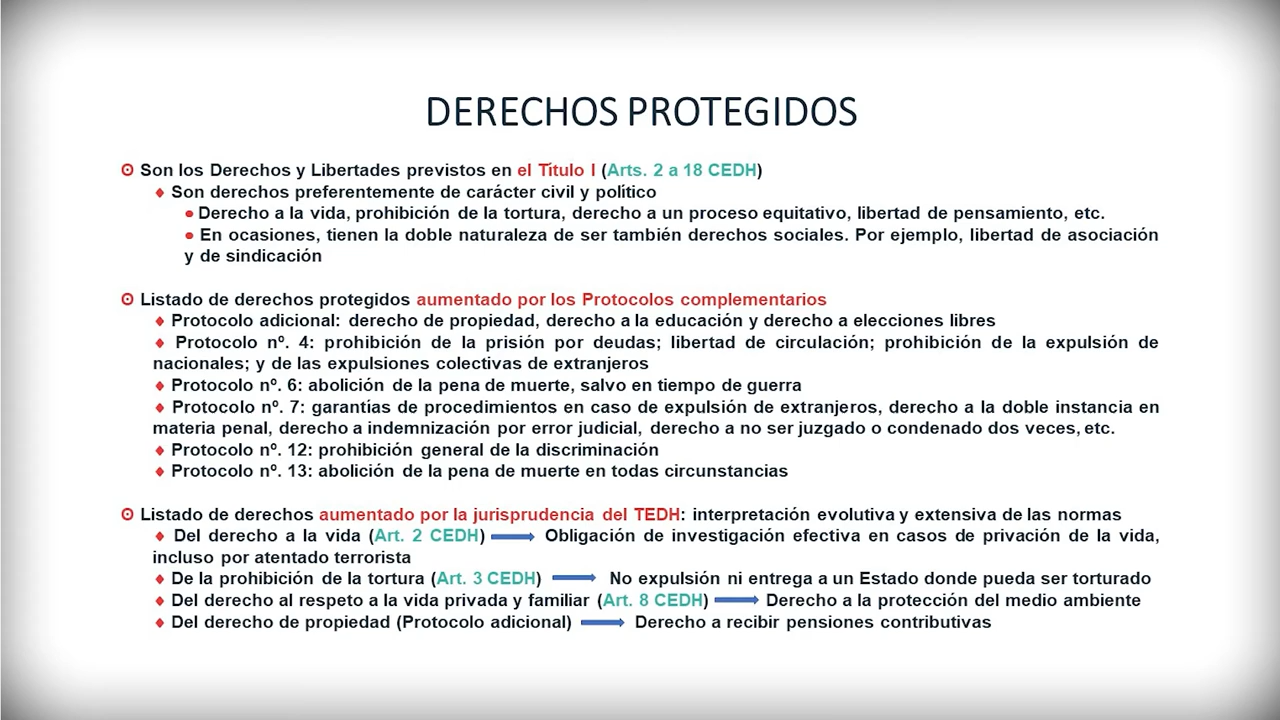 DERECHOS PROTEGIDOS
Son los Derechos y Libertades previstos en el Título I (Arts. 2 a 18 CEDH)
Son derechos preferentemente de carácter civil y político
Derecho a la vida, prohibición de la tortura, derecho a un proceso equitativo, libertad de pensamiento, etc.
En ocasiones, tienen la doble naturaleza de ser también derechos sociales. Por ejemplo, libertad de asociación
y de sindicación
Listado de derechos protegidos aumentado por los Protocolos complementarios
Protocolo adicional: derecho de propiedad, derecho a la educación y derecho a elecciones libres
Protocolo nº. 4: prohibición de la prisión por deudas; libertad de circulación; prohibición de la expulsión de
nacionales; y de las expulsiones colectivas de extranjeros
Protocolo nº. 6: abolición de la pena de muerte, salvo en tiempo de guerra
Protocolo nº. 7: garantías de procedimientos en caso de expulsión de extranjeros, derecho a la doble instancia en
materia penal, derecho a indemnización por error judicial, derecho a no ser juzgado o condenado dos veces, etc.
Protocolo nº. 12: prohibición general de la discriminación
Protocolo nº. 13: abolición de la pena de muerte en todas circunstancias
Listado de derechos aumentado por la jurisprudencia del TEDH: interpretación evolutiva y extensiva de las normas
Del derecho a la vida (Art. 2 CEDH) → Obligación de investigación efectiva en casos de privación de la vida,
incluso por atentado terrorista
De la prohibición de la tortura (Art. 3 CEDH) → No expulsión ni entrega a un Estado donde pueda ser torturado
Del derecho al respeto a la vida privada y familiar (Art. 8 CEDH) → Derecho a la protección del medio ambiente
Del derecho de propiedad (Protocolo adicional) → Derecho a recibir pensiones contributivas